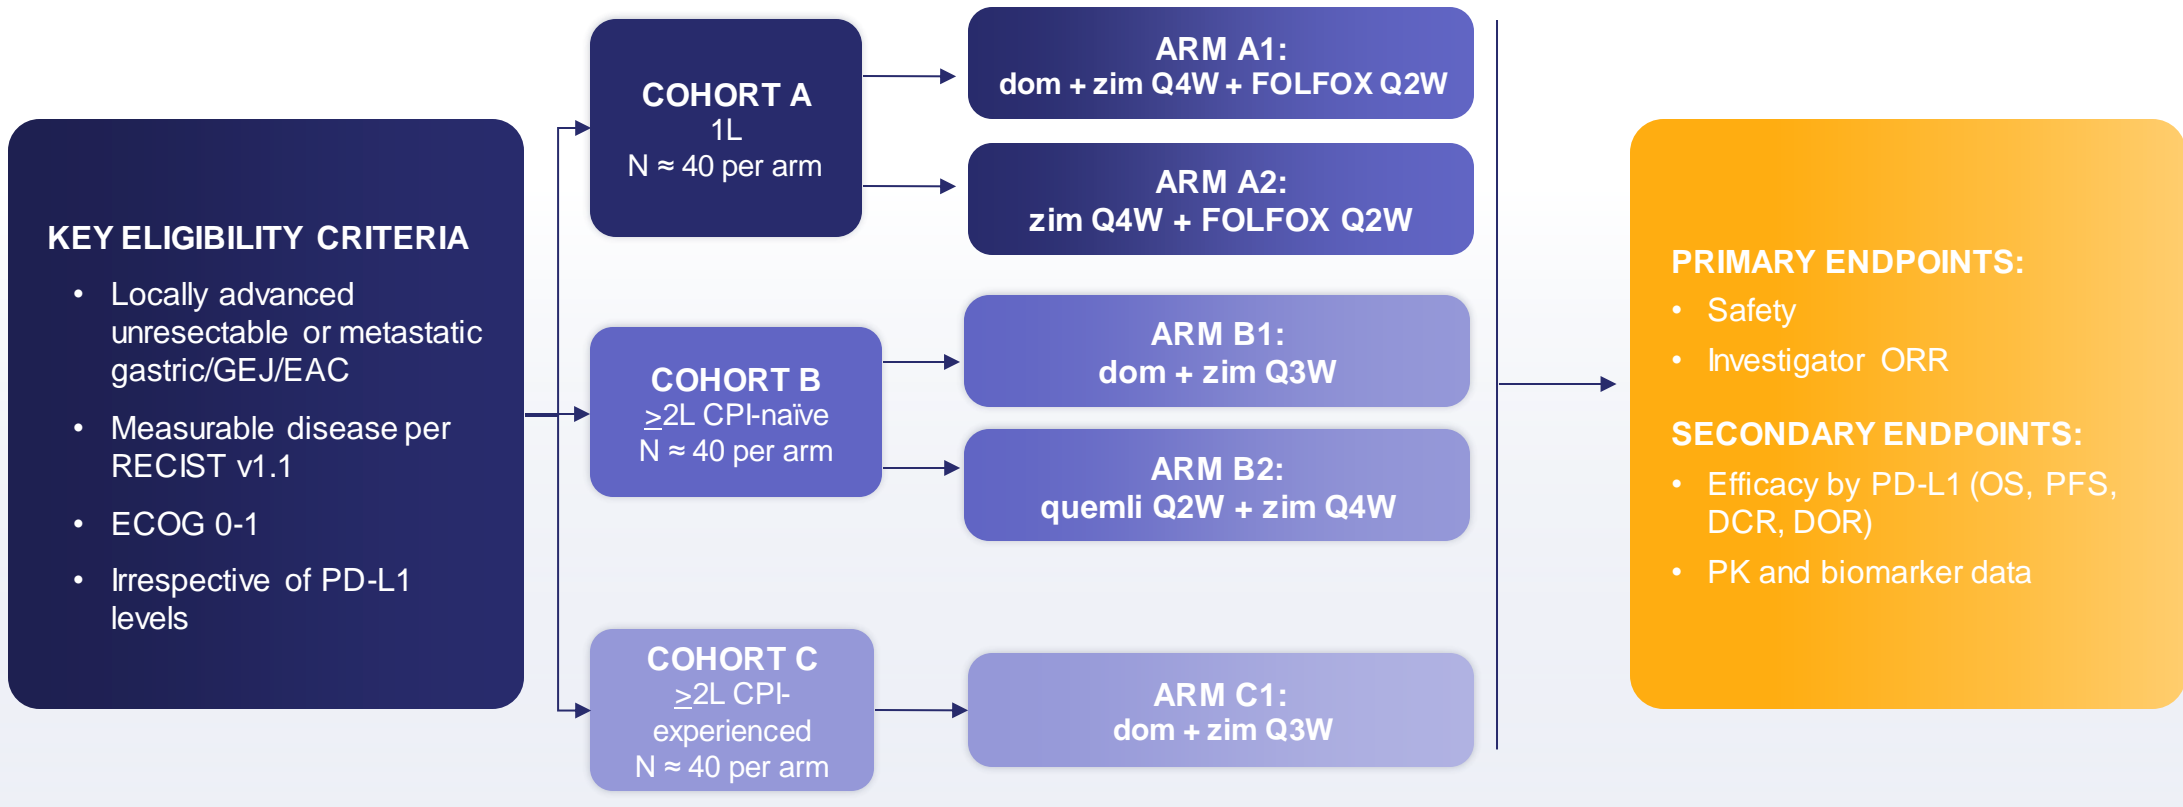 KEY ELIGIBILITY CRITERIA
• Locally advanced
unresectable or metastatic
gastric/GEJ/EAC
• Measurable disease per
RECIST v1.1
• ECOG 0-1
• Irrespective of PD-L1
levels
COHORT A
1L
N ≈ 40 per arm
ARM A1:
dom + zim Q4W + FOLFOX Q2W
ARM A2:
zim Q4W + FOLFOX Q2W
COHORT B
≥2L CPI-naïve
N ≈ 40 per arm
ARM B1:
dom + zim Q3W
ARM B2:
quemli Q2W + zim Q4W
COHORT C
≥2L CPI-
experienced
N ≈ 40 per arm
ARM C1:
dom + zim Q3W
PRIMARY ENDPOINTS:
• Safety
• Investigator ORR
SECONDARY ENDPOINTS:
• Efficacy by PD-L1 (OS, PFS,
DCR, DOR)
• PK and biomarker data